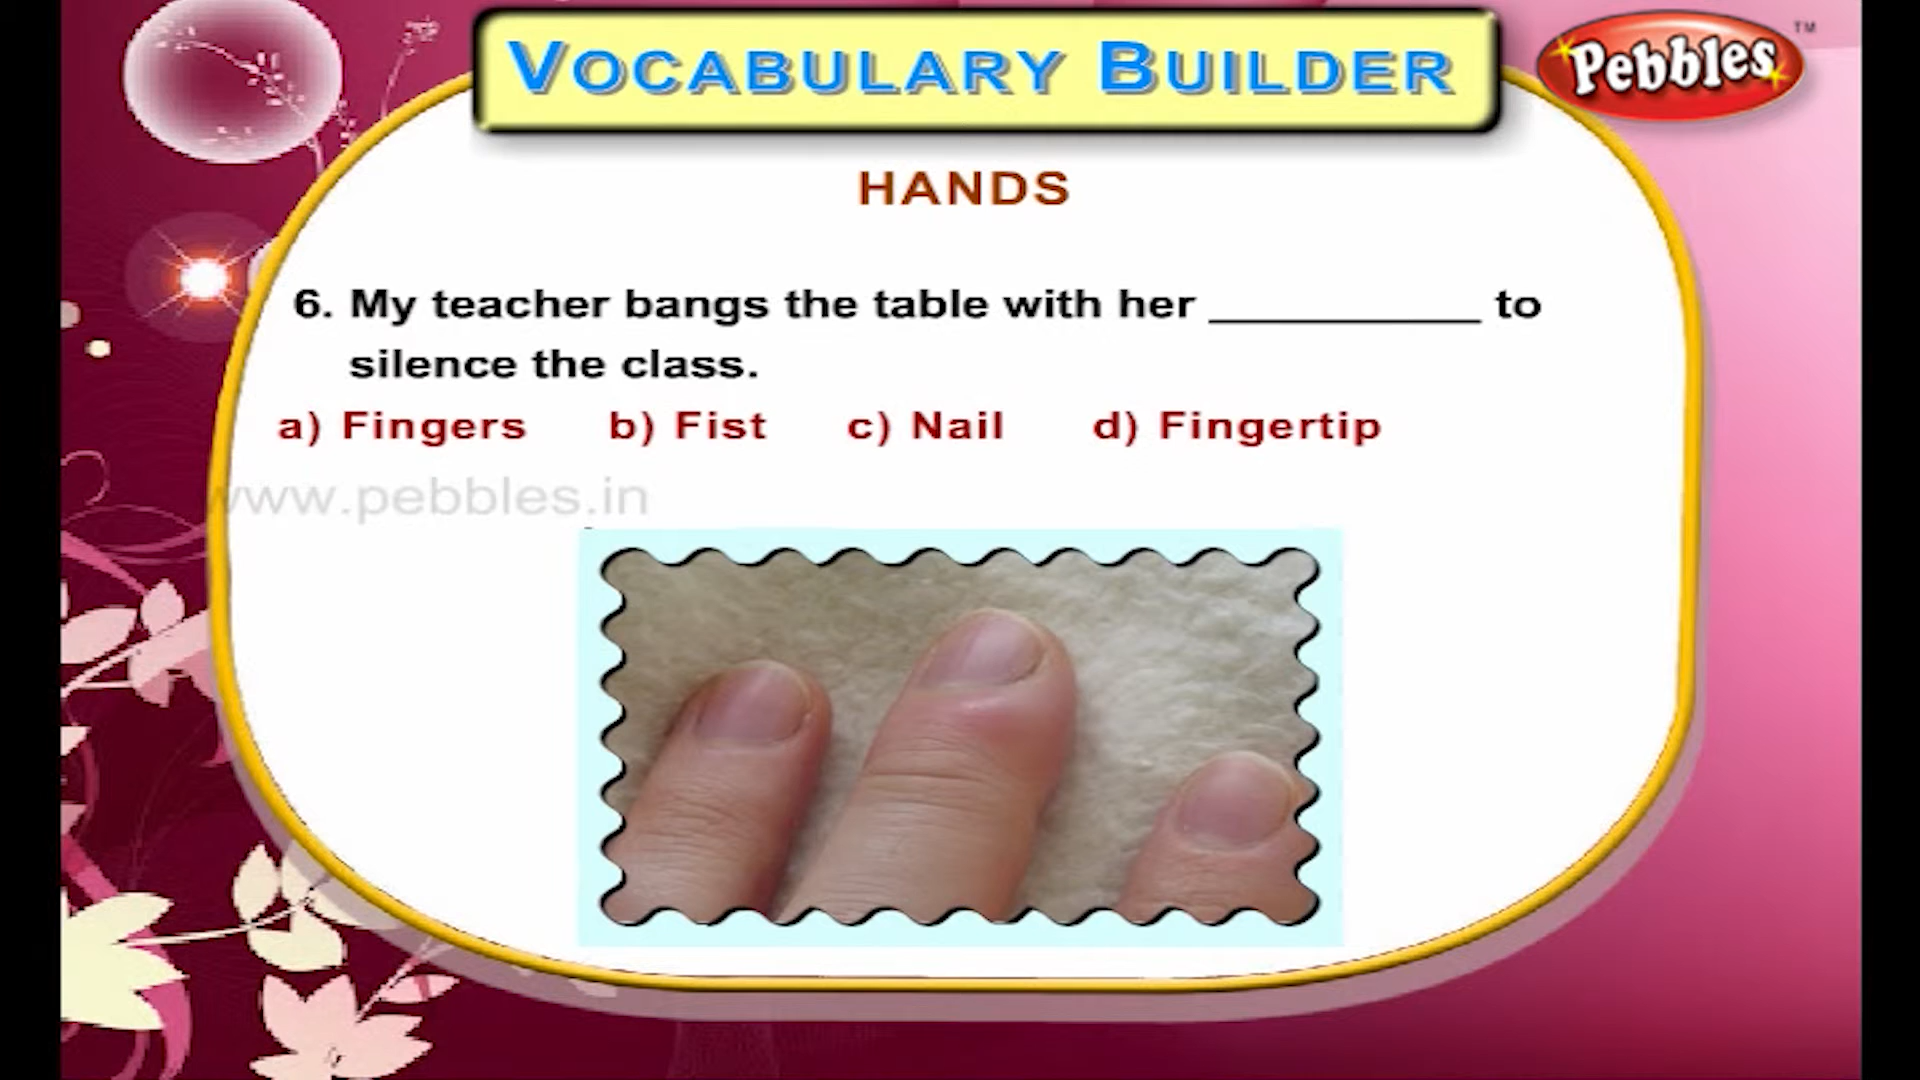 VOCABULARY BUILDER
Pebbles TM
HANDS
6. My teacher bangs the table with her __________ to
silence the class.
a) Fingers b) Fist c) Nail d) Fingertip
www.pebbles.in